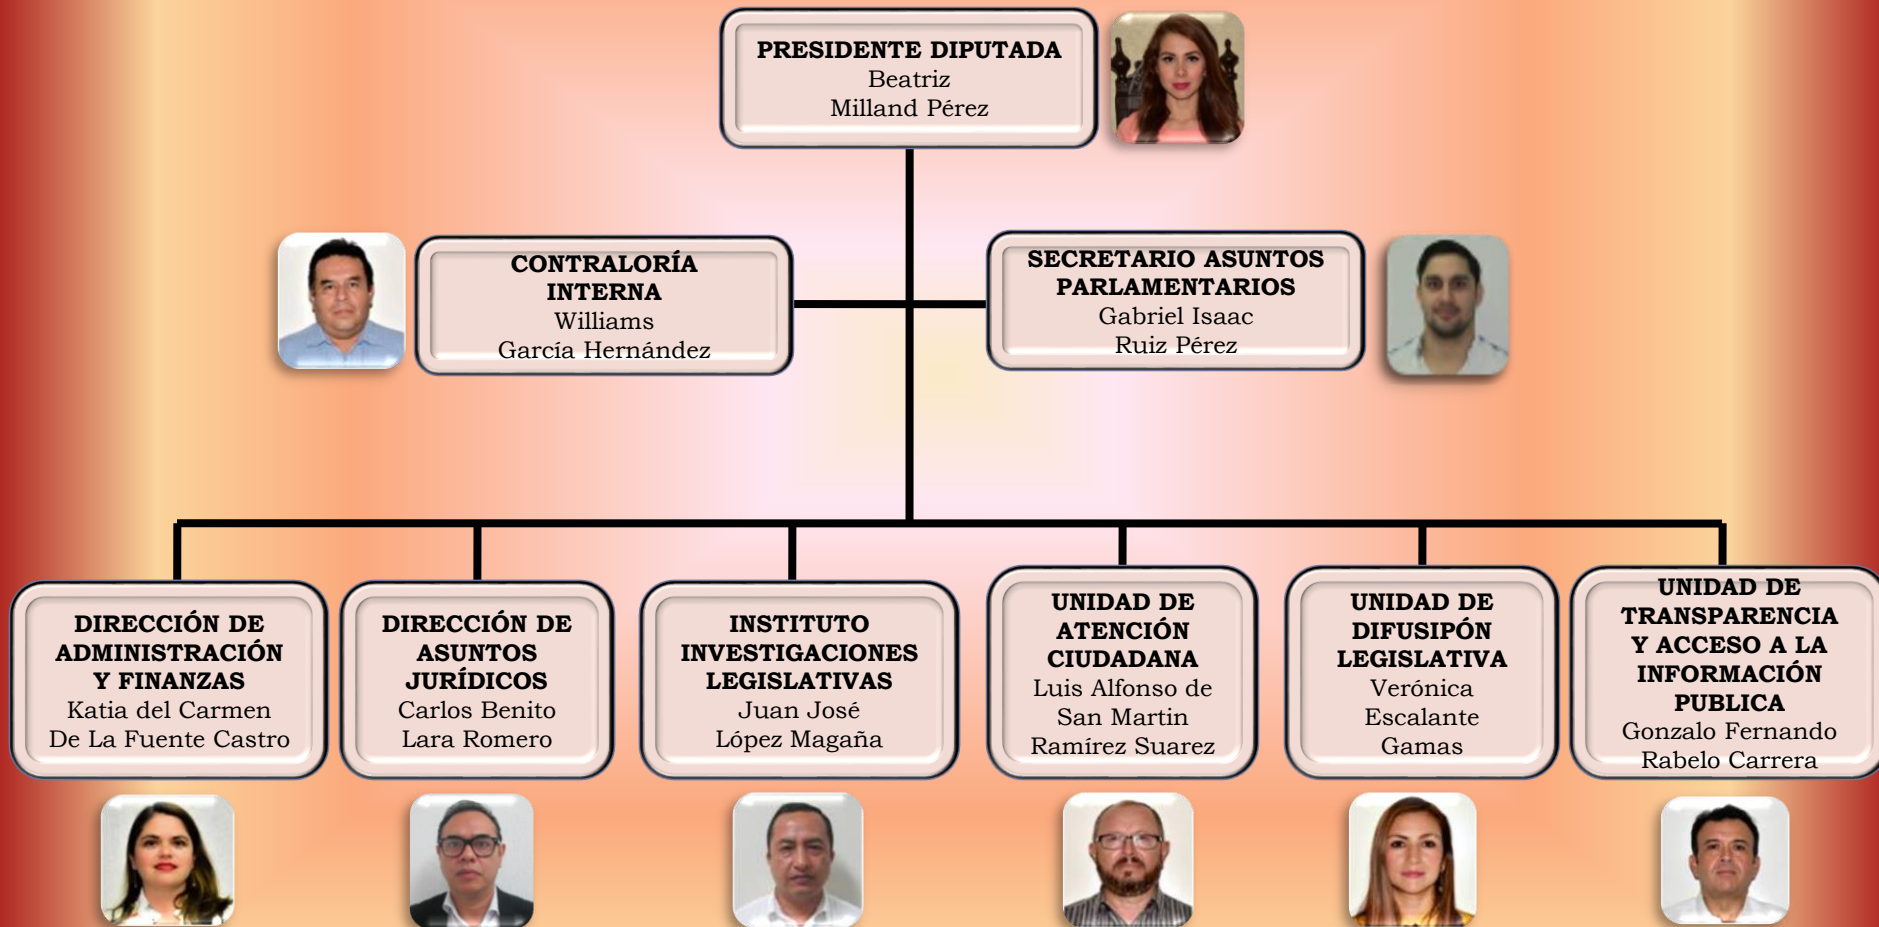 PRESIDENTE DIPUTADA
Beatriz
Milland Pérez
CONTRALORÍA
INTERNA
Williams
García Hernández
SECRETARIO ASUNTOS
PARLAMENTARIOS
Gabriel Isaac
Ruiz Pérez
DIRECCIÓN DE
ADMINISTRACIÓN
Y FINANZAS
Katia del Carmen
De La Fuente Castro
DIRECCIÓN DE
ASUNTOS
JURÍDICOS
Carlos Benito
Lara Romero
INSTITUTO
INVESTIGACIONES
LEGISLATIVAS
Juan José
López Magaña
UNIDAD DE
ATENCIÓN
CIUDADANA
Luis Alfonso de
San Martin
Ramírez Suarez
UNIDAD DE
DIFUSIPÓN
LEGISLATIVA
Verónica
Escalante
Gamas
UNIDAD DE
TRANSPARENCIA
Y ACCESO A LA
INFORMACIÓN
PUBLICA
Gonzalo Fernando
Rabelo Carrera